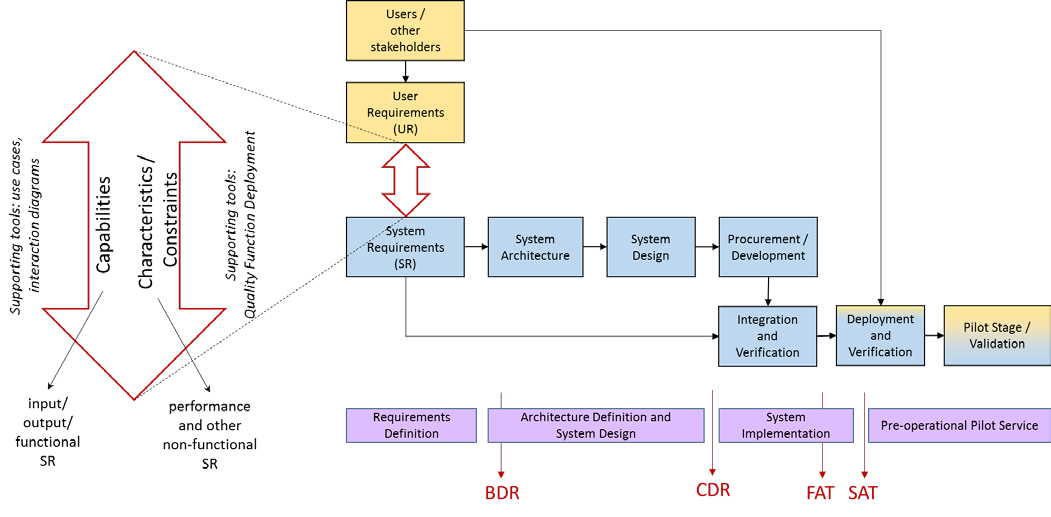 Users /
other
stakeholders
User
Requirements
(UR)
Supporting tools: use cases,
interaction diagrams
Capabilities
Characteristics /
Constraints
Supporting tools:
Quality Function Deployment
System
Requirements
(SR)
System
Architecture
System
Design
Procurement /
Development
Integration
and
Verification
Deployment
and
Verification
Pilot Stage /
Validation
input/
output/
functional
SR
performance
and other
non-functional
SR
Requirements
Definition
Architecture Definition and
System Design
System
Implementation
Pre-operational Pilot Service
BDR
CDR
FAT
SAT